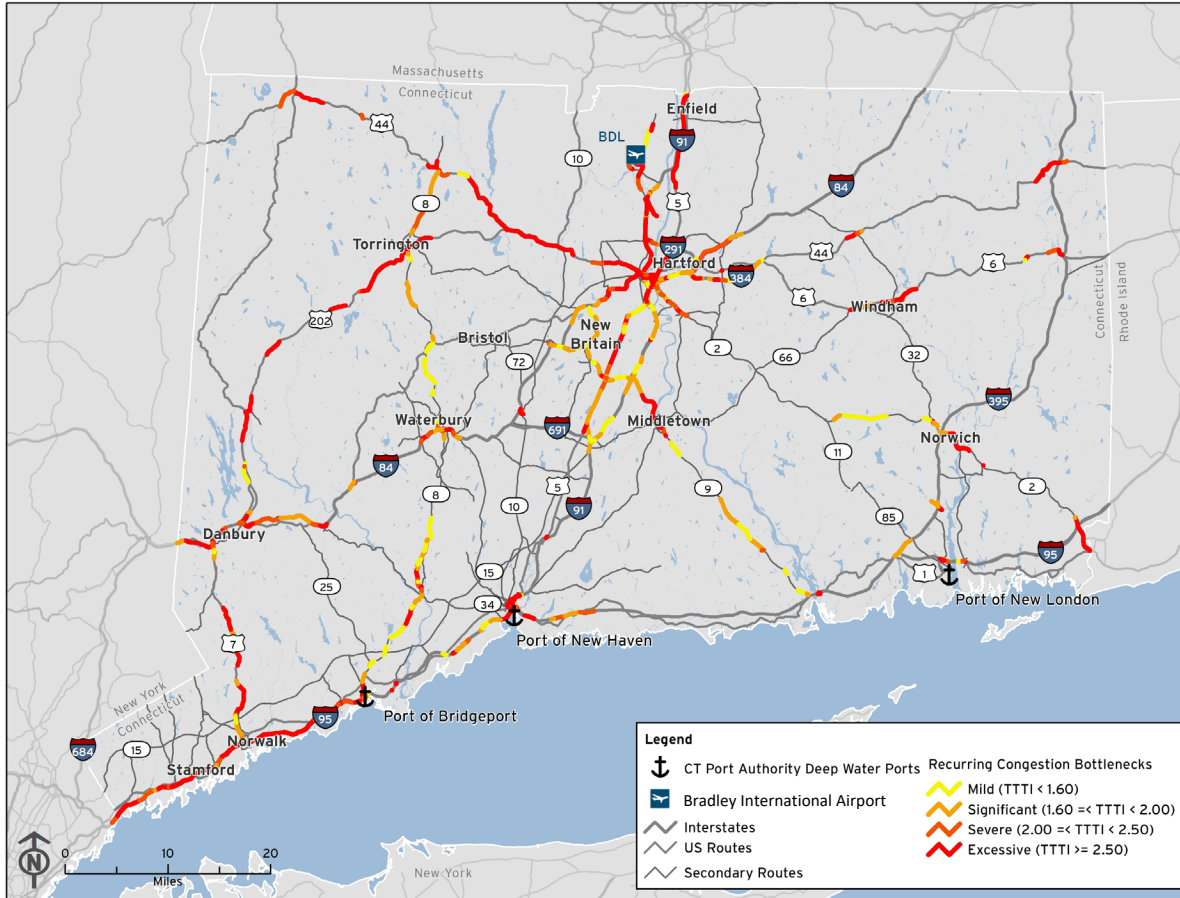 Massachusetts
Connecticut
Enfield
44
BDL
91
10
84
8
5
Torrington
291
Hartford
44
384
6
Connecticut
Rhode Island
6
Windham
202
New
Britain
Bristol
2
66
32
72
395
Waterbury
691
Middletown
Norwich
84
11
5
8
10
91
9
2
85
Danbury
95
15
1
25
34
Port of New London
Port of New Haven
7
New York
Connecticut
95
Port of Bridgeport
684
15
Norwalk
Stamford
N
0 10 20
Miles
New York
Legend
CT Port Authority Deep Water Ports
Bradley International Airport
Interstates
US Routes
Secondary Routes
Recurring Congestion Bottlenecks
Mild (TTTI < 1.60)
Significant (1.60 =< TTTI < 2.00)
Severe (2.00 =< TTTI < 2.50)
Excessive (TTTI >= 2.50)